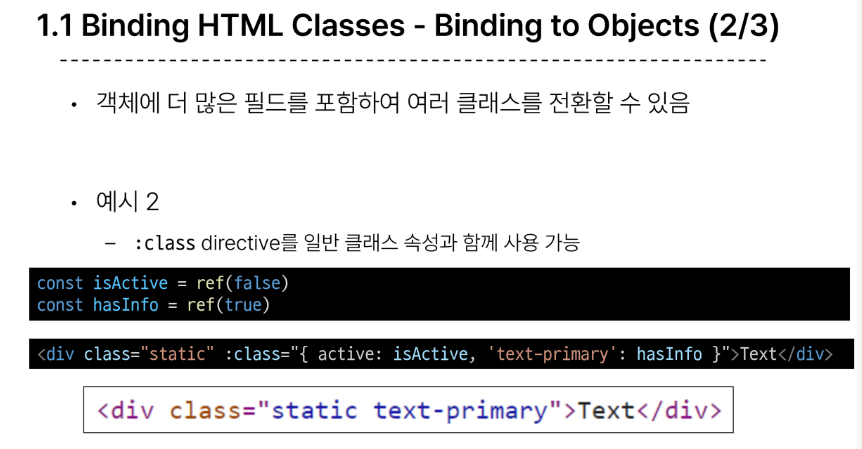 1.1 Binding HTML Classes - Binding to Objects (2/3)
• 객체에 더 많은 필드를 포함하여 여러 클래스를 전환할 수 있음
• 예시 2
– :class directive를 일반 클래스 속성과 함께 사용 가능
const isActive = ref(false)
const hasInfo = ref(true)
<div class="static" :class="{ active: isActive, 'text-primary': hasInfo }">Text</div>
<div class="static text-primary">Text</div>